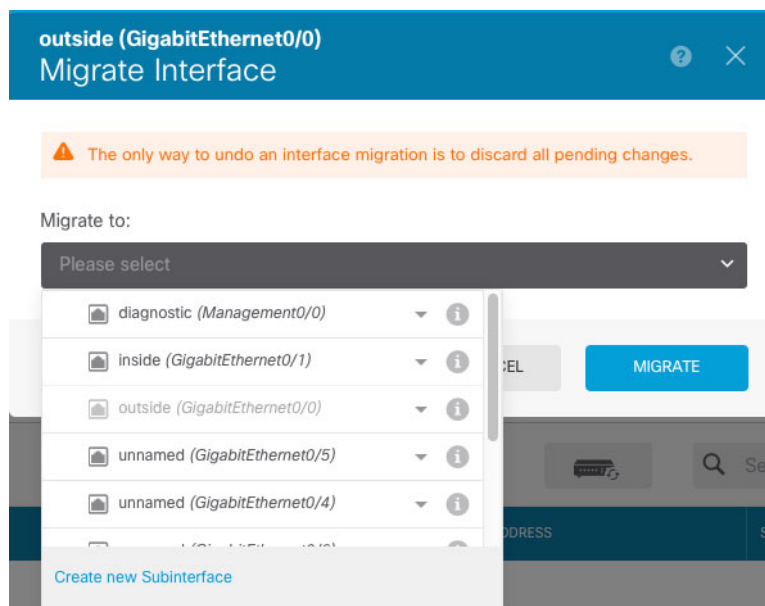 outside (GigabitEthernet0/0)
Migrate Interface
The only way to undo an interface migration is to discard all pending changes.
Migrate to:
Please select
diagnostic (Management0/0)
inside (GigabitEthernet0/1)
outside (GigabitEthernet0/0)
unnamed (GigabitEthernet0/5)
unnamed (GigabitEthernet0/4)
Create new Subinterface
MIGRATE